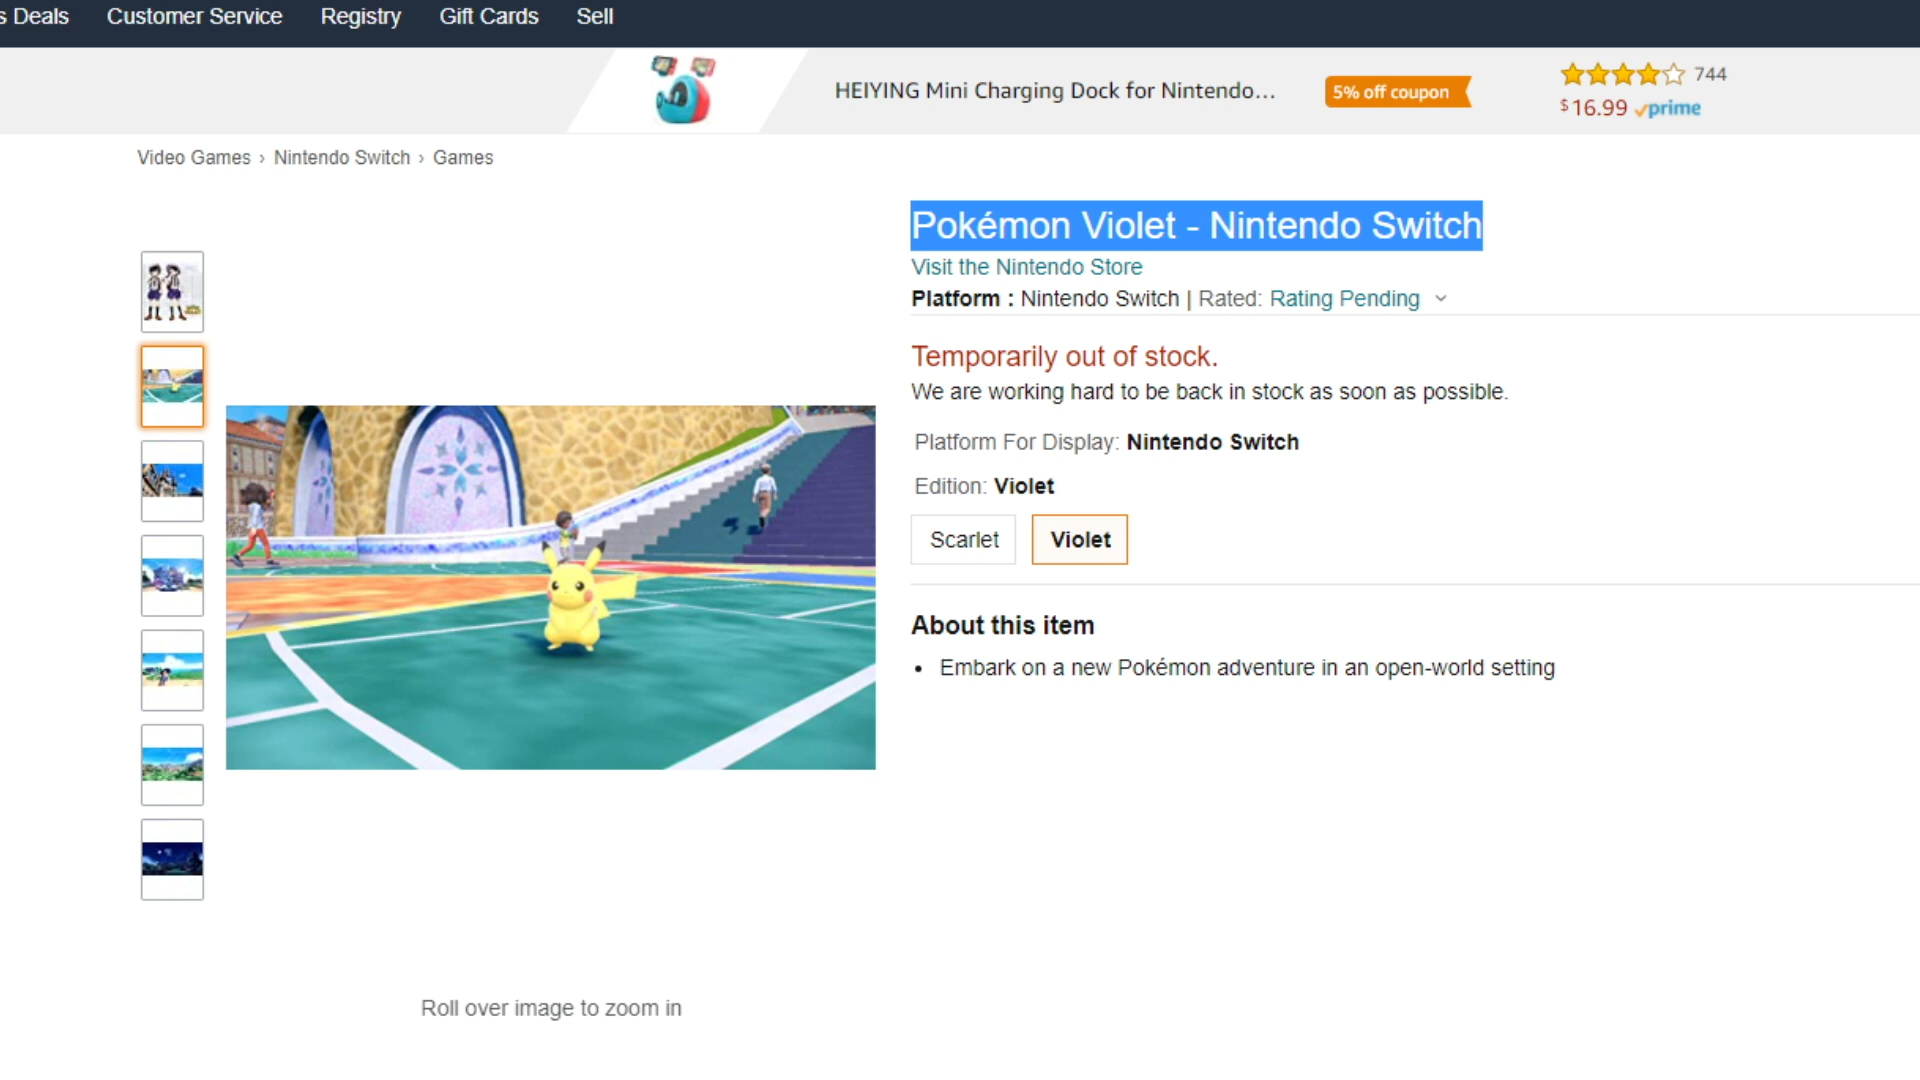 s Deals Customer Service Registry Gift Cards Sell
HEIYING Mini Charging Dock for Nintendo... 5% off coupon 744
$16.99 prime
Video Games › Nintendo Switch › Games
Pokémon Violet - Nintendo Switch
Visit the Nintendo Store
Platform : Nintendo Switch | Rated: Rating Pending
Temporarily out of stock.
We are working hard to be back in stock as soon as possible.
Platform For Display: Nintendo Switch
Edition: Violet
Scarlet Violet
About this item
• Embark on a new Pokémon adventure in an open-world setting
Roll over image to zoom in